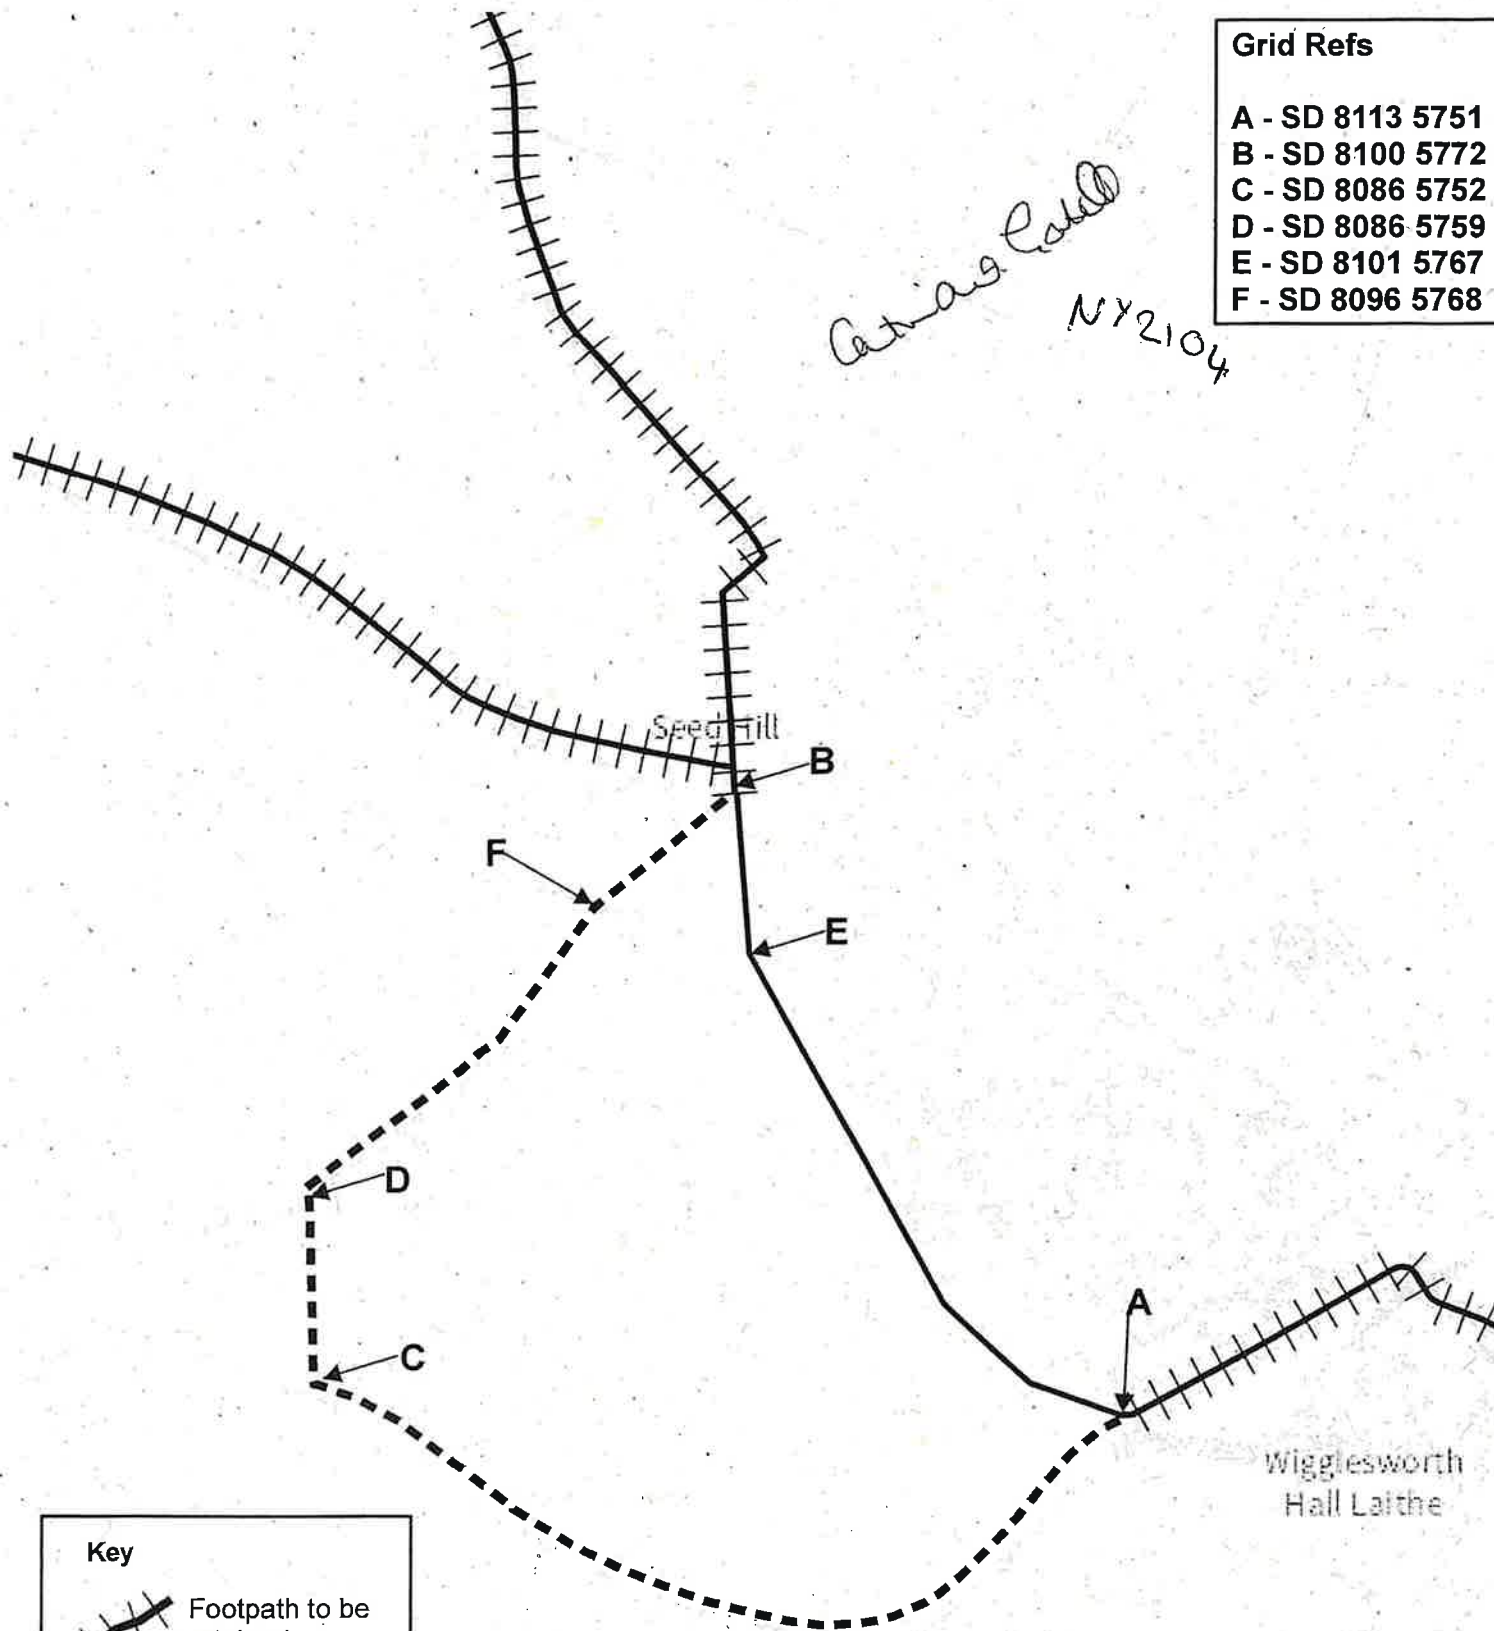 Grid Refs
A - SD 8113 5751
B - SD 8100 5772
C - SD 8086 5752
D - SD 8086 5759
E - SD 8101 5767
F - SD 8096 5768
NY2104
Seed Hill
B
F
E
D
A
C
Wigglesworth
Hall Laithe
Key
Footpath to be